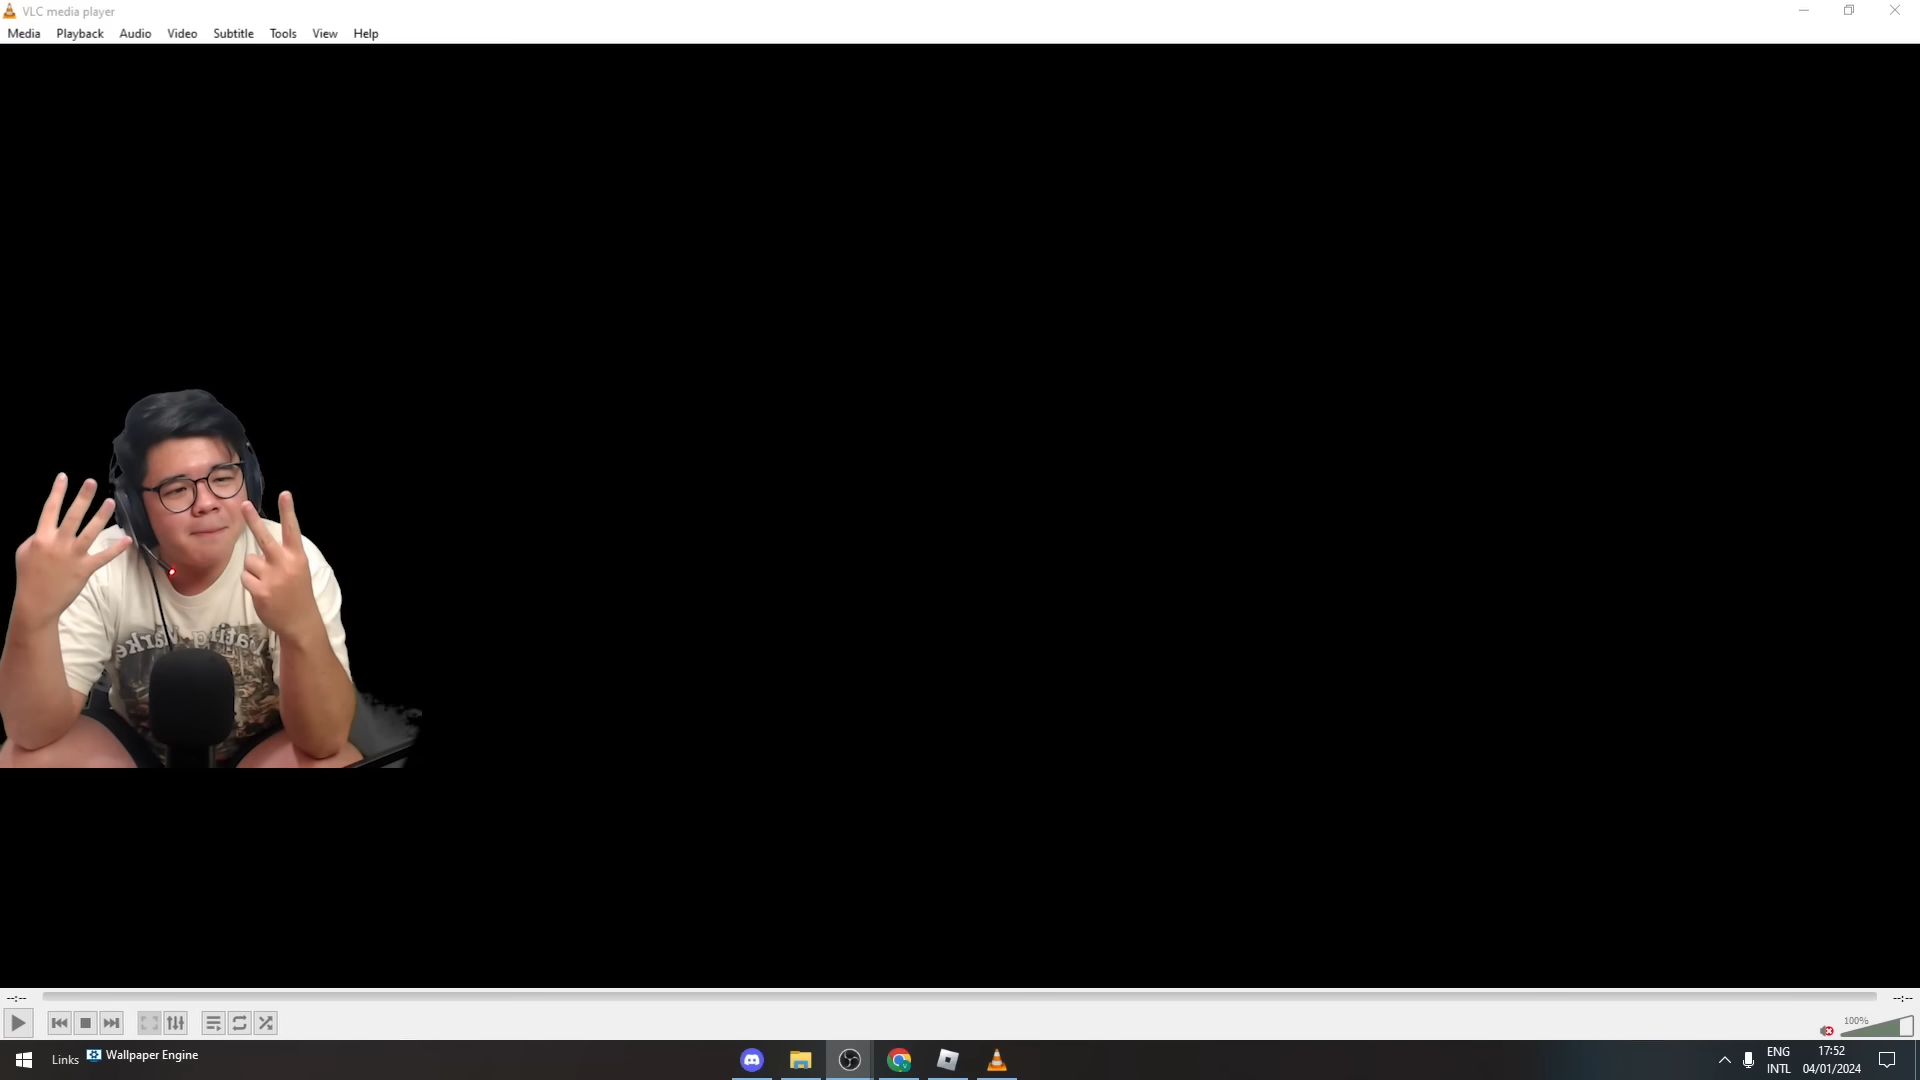 VLC media player
Media Playback Audio Video Subtitle Tools View Help
--:-- --:--
100%
Links Wallpaper Engine
ENG 17:52
INTL 04/01/2024